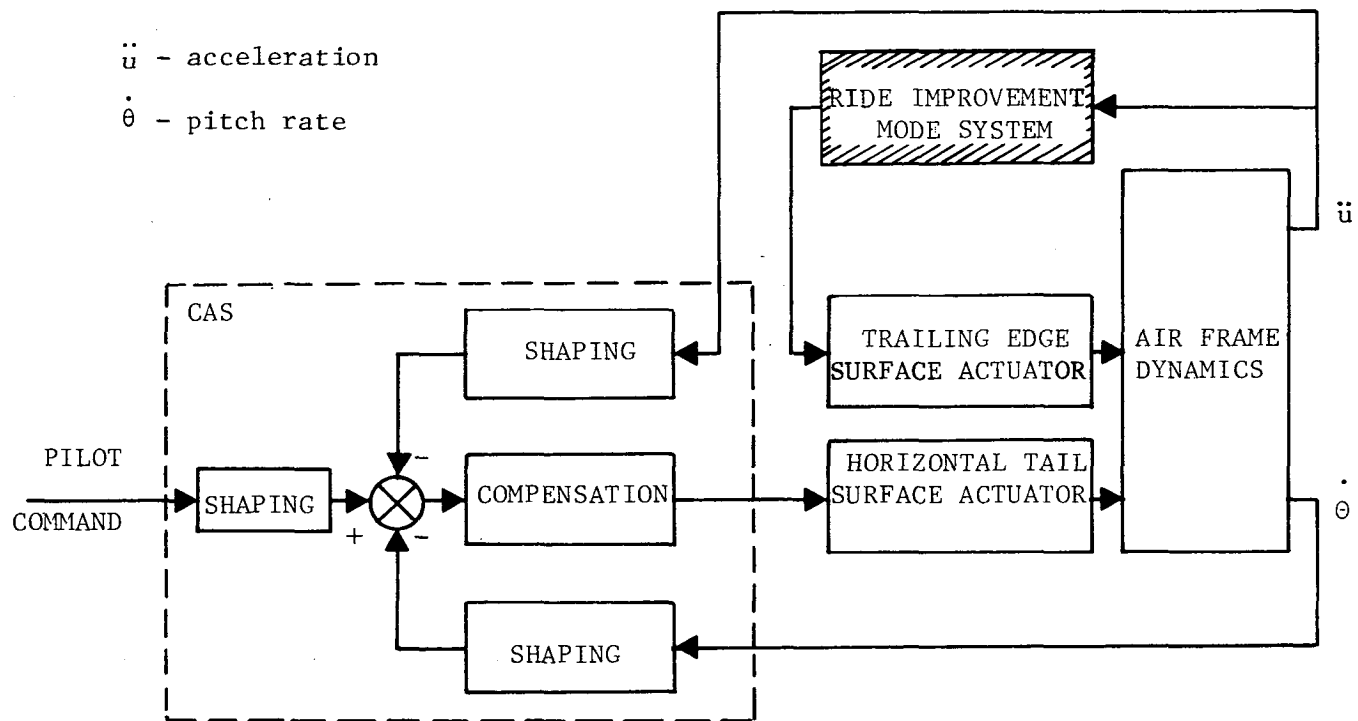 ü - acceleration
θ̇ - pitch rate
RIDE IMPROVEMENT
MODE SYSTEM
ü
CAS
SHAPING
TRAILING EDGE
SURFACE ACTUATOR
AIR FRAME
DYNAMICS
PILOT
COMMAND
SHAPING
+
-
-
COMPENSATION
HORIZONTAL TAIL
SURFACE ACTUATOR
θ̇
SHAPING